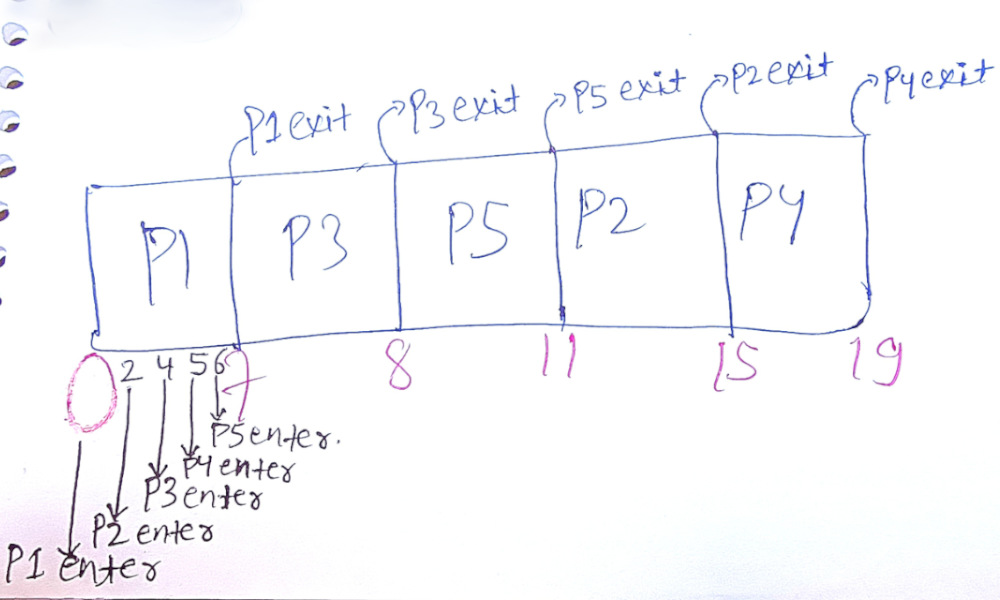 P1 exit P3 exit P5 exit P2 exit P4 exit
P1 P3 P5 P2 P4
0 2 4 5 6 7 8 11 15 19
P5 enter.
P4 enter
P3 enter
P2 enter
P1 enter